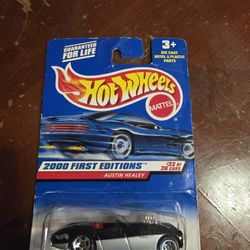 GUARANTEED
FOR LIFE
3+
DIE CAST
METAL & PLASTIC
PARTS
Hot Wheels
MATTEL
2000 FIRST EDITIONS™
AUSTIN HEALEY
#33 OF
36 CARS